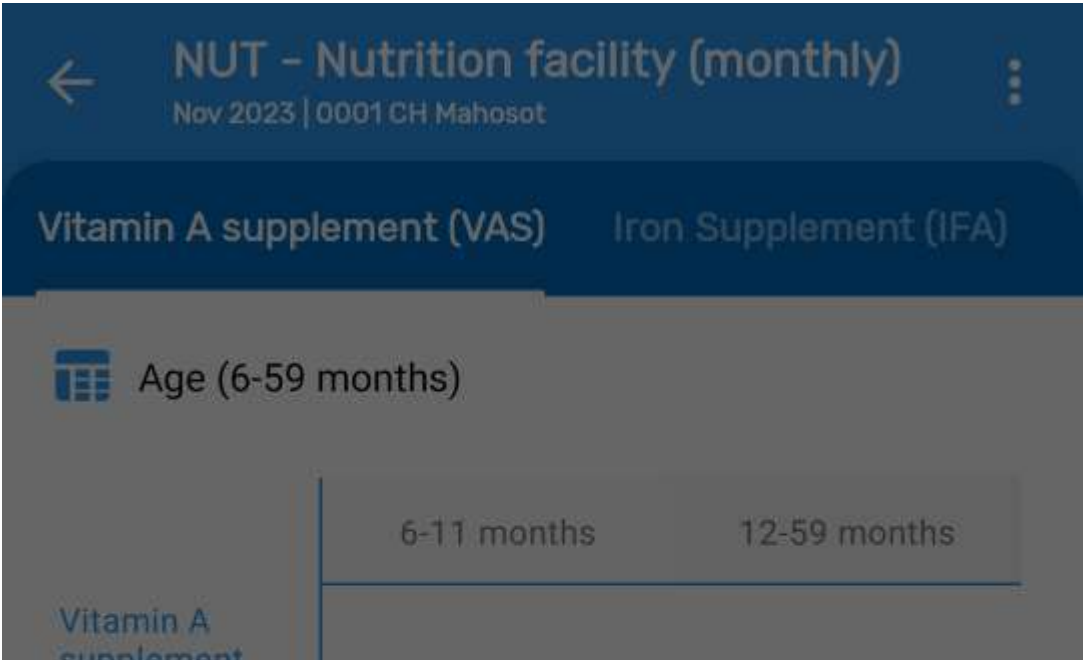 NUT - Nutrition facility (monthly)
Nov 2023 | 0001 CH Mahosot
Vitamin A supplement (VAS) Iron Supplement (IFA)
Age (6-59 months)
6-11 months 12-59 months
Vitamin A
supplement